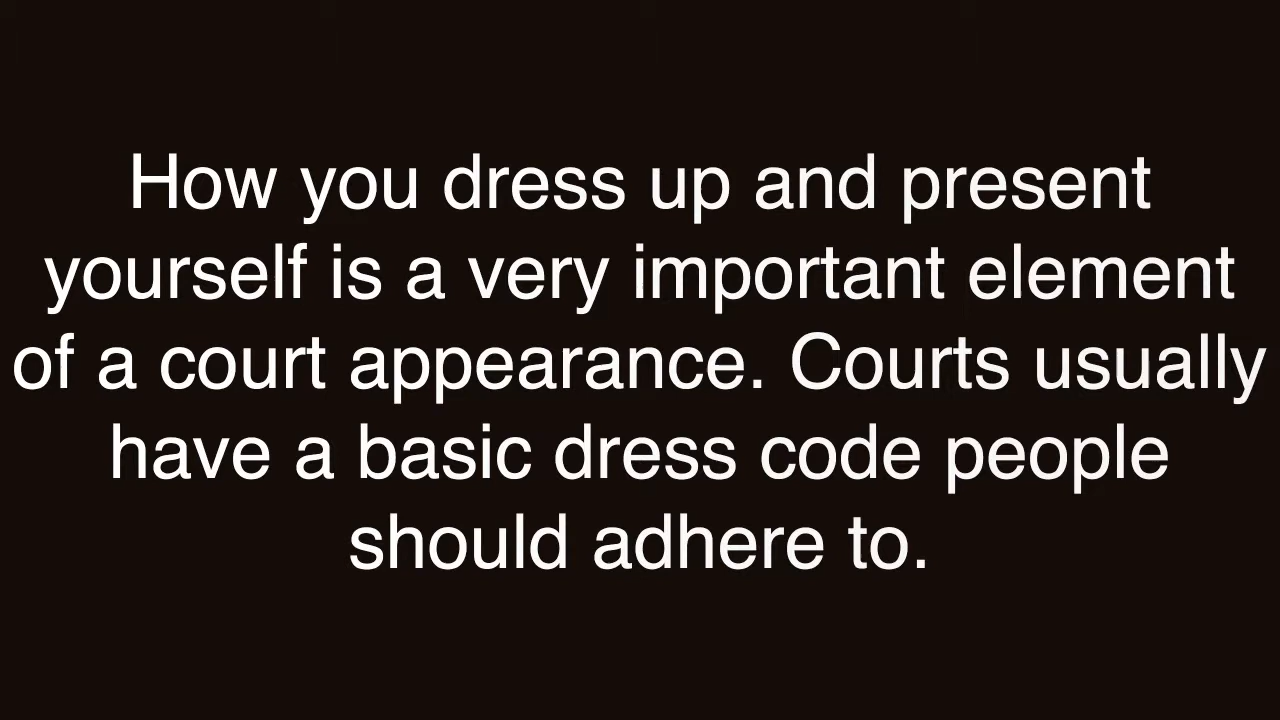 How you dress up and present
yourself is a very important element
of a court appearance. Courts usually
have a basic dress code people
should adhere to.